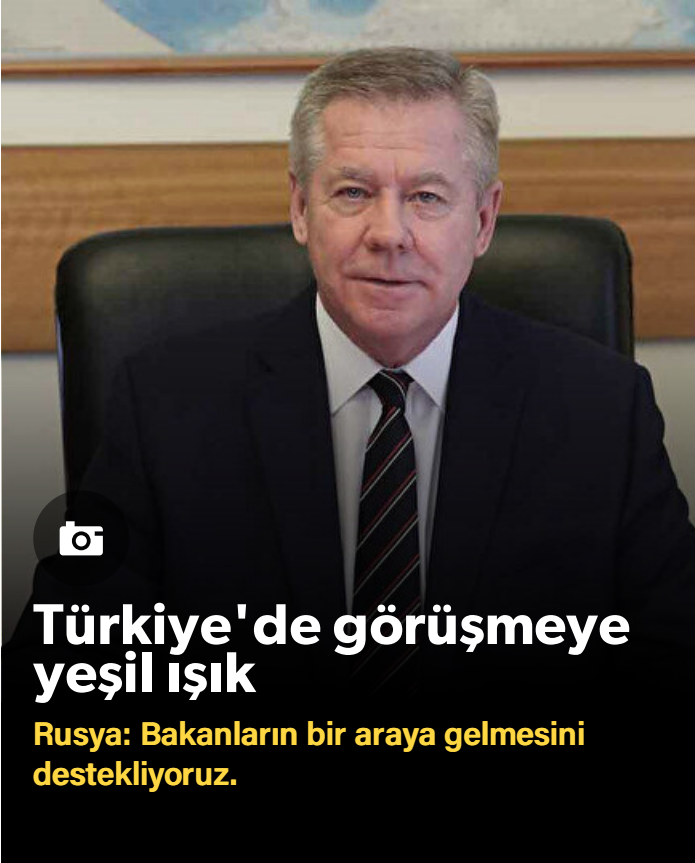 Türkiye'de görüşmeye
yeşil ışık
Rusya: Bakanların bir araya gelmesini
destekliyoruz.